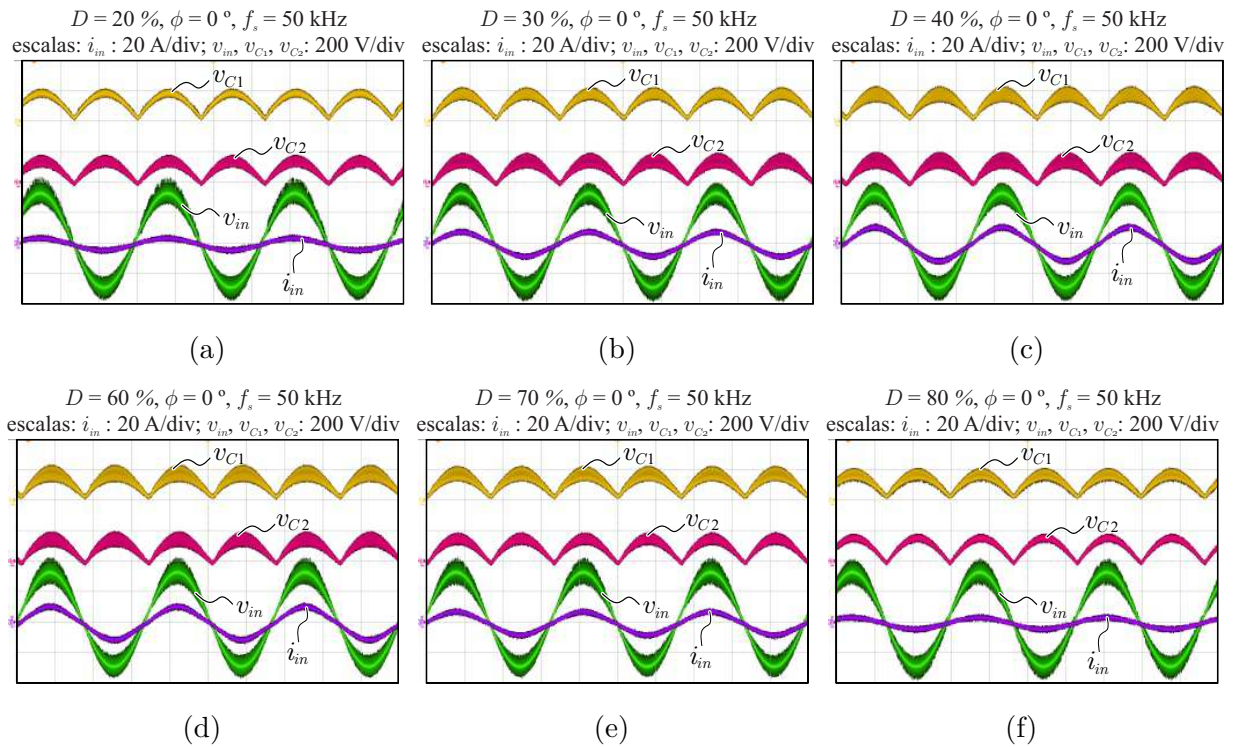 D = 20 %, ϕ = 0 º, fs = 50 kHz
escalas: iin : 20 A/div; vin, vC1, vC2: 200 V/div
vC1
vC2
vin
iin
(a)
D = 30 %, ϕ = 0 º, fs = 50 kHz
escalas: iin : 20 A/div; vin, vC1, vC2: 200 V/div
vC1
vC2
vin
iin
(b)
D = 40 %, ϕ = 0 º, fs = 50 kHz
escalas: iin : 20 A/div; vin, vC1, vC2: 200 V/div
vC1
vC2
vin
iin
(c)
D = 60 %, ϕ = 0 º, fs = 50 kHz
escalas: iin : 20 A/div; vin, vC1, vC2: 200 V/div
vC1
vC2
vin
iin
(d)
D = 70 %, ϕ = 0 º, fs = 50 kHz
escalas: iin : 20 A/div; vin, vC1, vC2: 200 V/div
vC1
vC2
vin
iin
(e)
D = 80 %, ϕ = 0 º, fs = 50 kHz
escalas: iin : 20 A/div; vin, vC1, vC2: 200 V/div
vC1
vC2
vin
iin
(f)